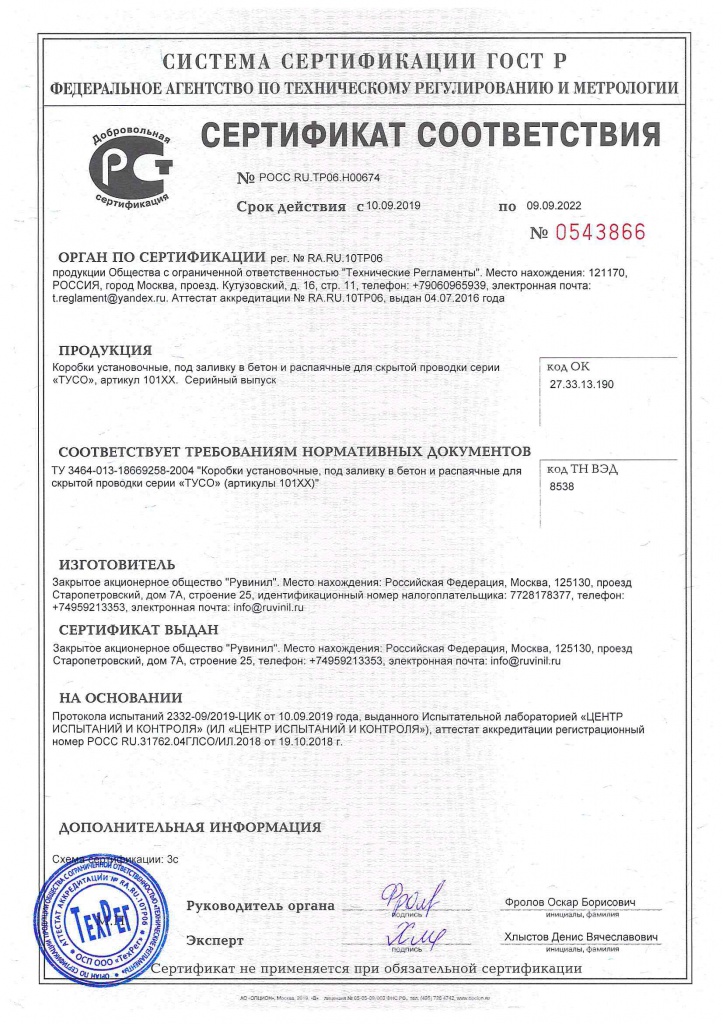 СИСТЕМА СЕРТИФИКАЦИИ ГОСТ Р
ФЕДЕРАЛЬНОЕ АГЕНТСТВО ПО ТЕХНИЧЕСКОМУ РЕГУЛИРОВАНИЮ И МЕТРОЛОГИИ
Добровольная
РСТ
сертификация
СЕРТИФИКАТ СООТВЕТСТВИЯ
№ РОСС RU.ТР06.Н00674
Срок действия с 10.09.2019 по 09.09.2022
№ 0543866
ОРГАН ПО СЕРТИФИКАЦИИ рег. № RA.RU.10ТР06
продукции Общества с ограниченной ответственностью "Технические Регламенты". Место нахождения: 121170,
РОССИЯ, город Москва, проезд. Кутузовский, д. 16, стр. 11, телефон: +79060965939, электронная почта:
t.reglament@yandex.ru. Аттестат аккредитации № RA.RU.10ТР06, выдан 04.07.2016 года
ПРОДУКЦИЯ
Коробки установочные, под заливку в бетон и распаячные для скрытой проводки серии
«ТУСО», артикул 101ХХ. Серийный выпуск
код ОК
27.33.13.190
СООТВЕТСТВУЕТ ТРЕБОВАНИЯМ НОРМАТИВНЫХ ДОКУМЕНТОВ
ТУ 3464-013-18669258-2004 "Коробки установочные, под заливку в бетон и распаячные для
скрытой проводки серии «ТУСО» (артикулы 101ХХ)"
код ТН ВЭД
8538
ИЗГОТОВИТЕЛЬ
Закрытое акционерное общество "Рувинил". Место нахождения: Российская Федерация, Москва, 125130, проезд
Старопетровский, дом 7А, строение 25, идентификационный номер налогоплательщика: 7728178377, телефон:
+74959213353, электронная почта: info@ruvinil.ru
СЕРТИФИКАТ ВЫДАН
Закрытое акционерное общество "Рувинил". Место нахождения: Российская Федерация, Москва, 125130, проезд
Старопетровский, дом 7А, строение 25, телефон: +74959213353, электронная почта: info@ruvinil.ru
НА ОСНОВАНИИ
Протокола испытаний 2332-09/2019-ЦИК от 10.09.2019 года, выданного Испытательной лабораторией «ЦЕНТР
ИСПЫТАНИЙ И КОНТРОЛЯ» (ИЛ «ЦЕНТР ИСПЫТАНИЙ И КОНТРОЛЯ»), аттестат аккредитации регистрационный
номер РОСС RU.31762.04ГЛСО/ИЛ.2018 от 19.10.2018 г.
ДОПОЛНИТЕЛЬНАЯ ИНФОРМАЦИЯ
Схема сертификации: 3с
АТТЕСТАТ АККРЕДИТАЦИИ № RA.RU.10ТР06
ТехРег
ОСП ООО «ТехРег»
Руководитель органа
подпись
Фролов Оскар Борисович
инициалы, фамилия
Эксперт
подпись
Хлыстов Денис Вячеславович
инициалы, фамилия
Сертификат не применяется при обязательной сертификации